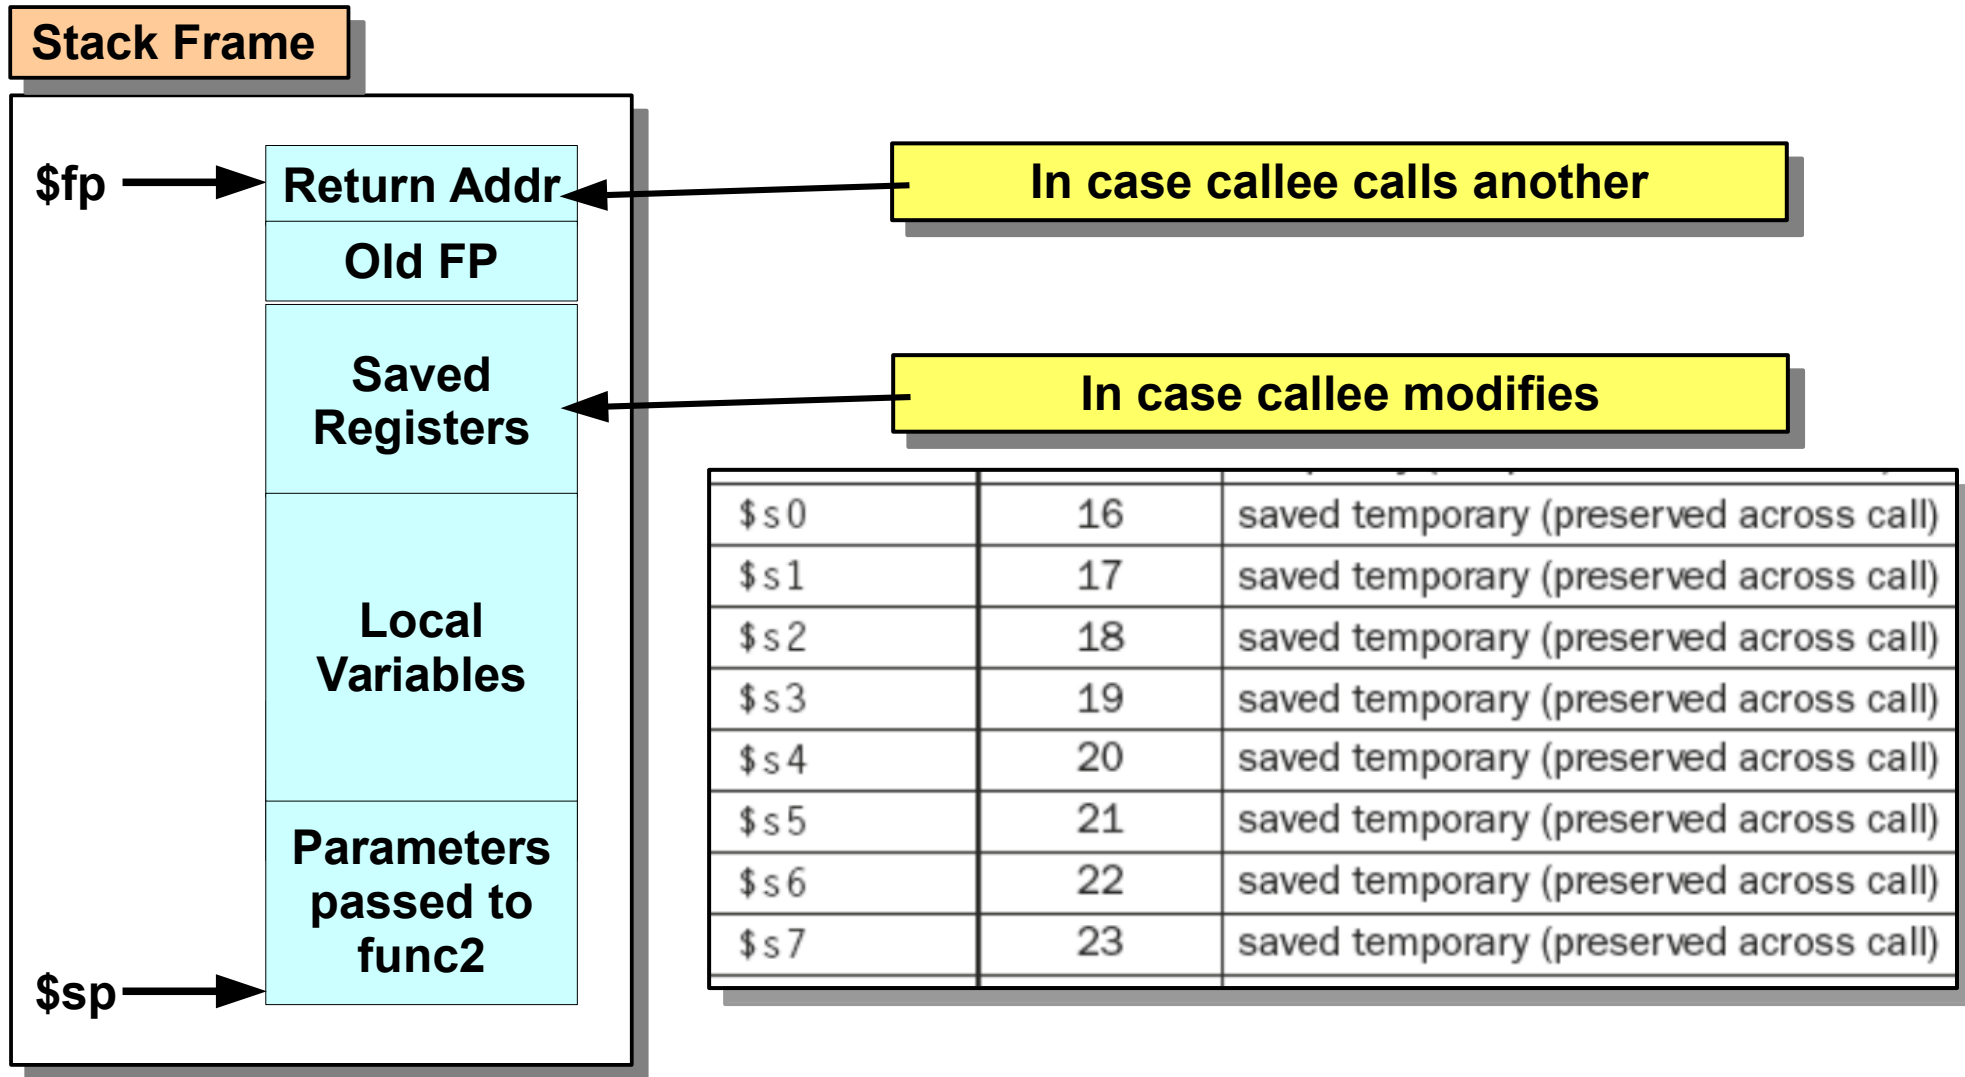 Stack Frame
$fp
Return Addr
In case callee calls another
Old FP
Saved
Registers
In case callee modifies
Local
Variables
Parameters
passed to
func2
$sp
$s0 16 saved temporary (preserved across call)
$s1 17 saved temporary (preserved across call)
$s2 18 saved temporary (preserved across call)
$s3 19 saved temporary (preserved across call)
$s4 20 saved temporary (preserved across call)
$s5 21 saved temporary (preserved across call)
$s6 22 saved temporary (preserved across call)
$s7 23 saved temporary (preserved across call)